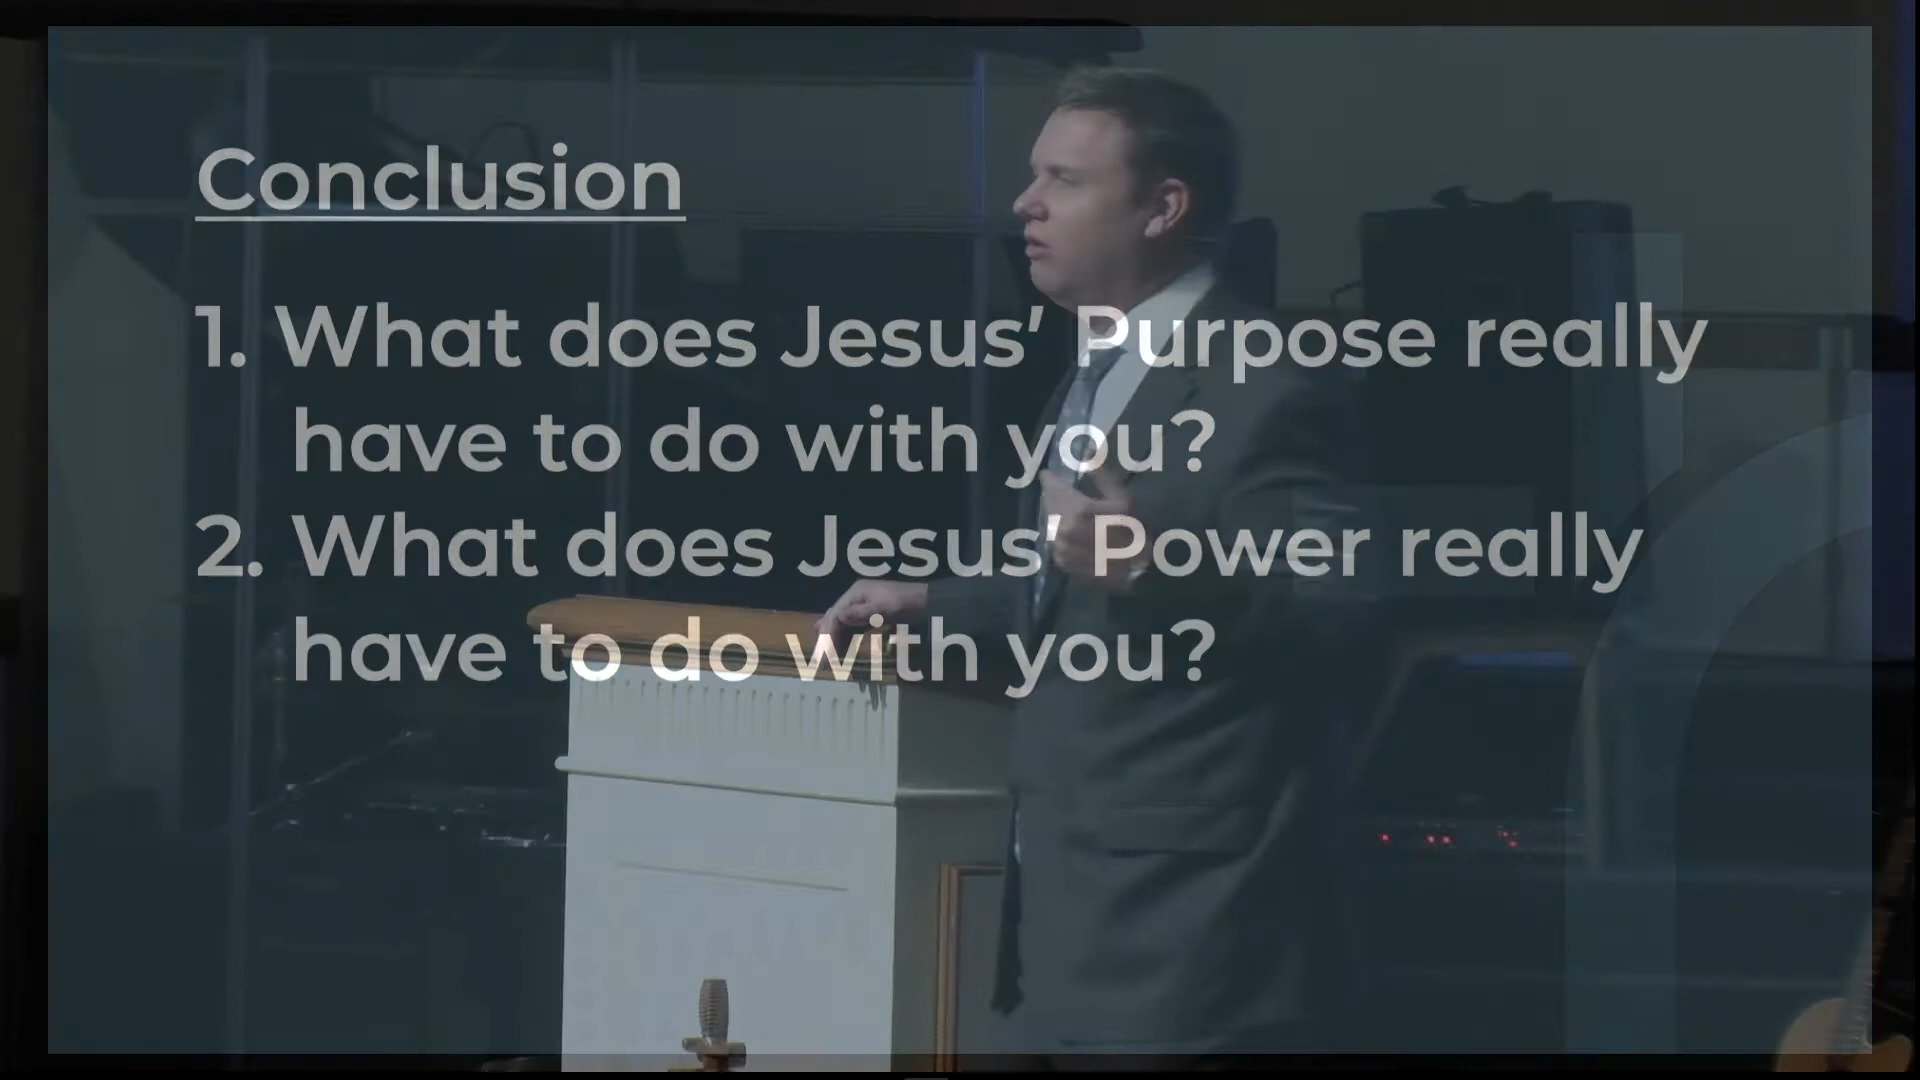 Conclusion
1. What does Jesus’ Purpose really
have to do with you?
2. What does Jesus' Power really
have to do with you?